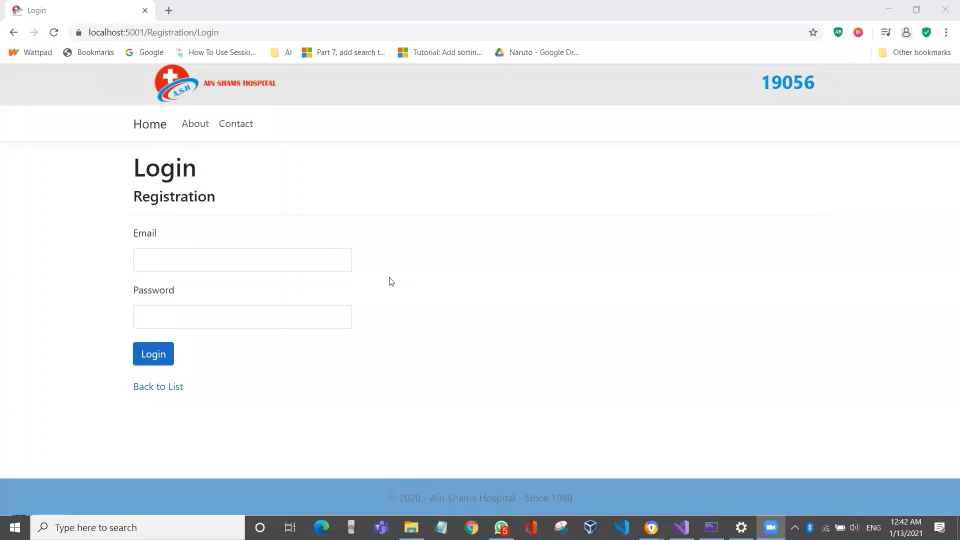 Login
localhost:5001/Registration/Login
Wattpad
Bookmarks
Google
How To Use Sessio...
AI
Part 7, add search t...
Tutorial: Add sortin...
Naruto - Google Dr...
Other bookmarks
A.S.H
AIN SHAMS HOSPITAL
19056
Home
About
Contact
Login
Registration
Email
Password
Login
Back to List
© 2020 - Ain Shams Hospital - Since 1980
Type here to search
ENG
12:42 AM
1/13/2021